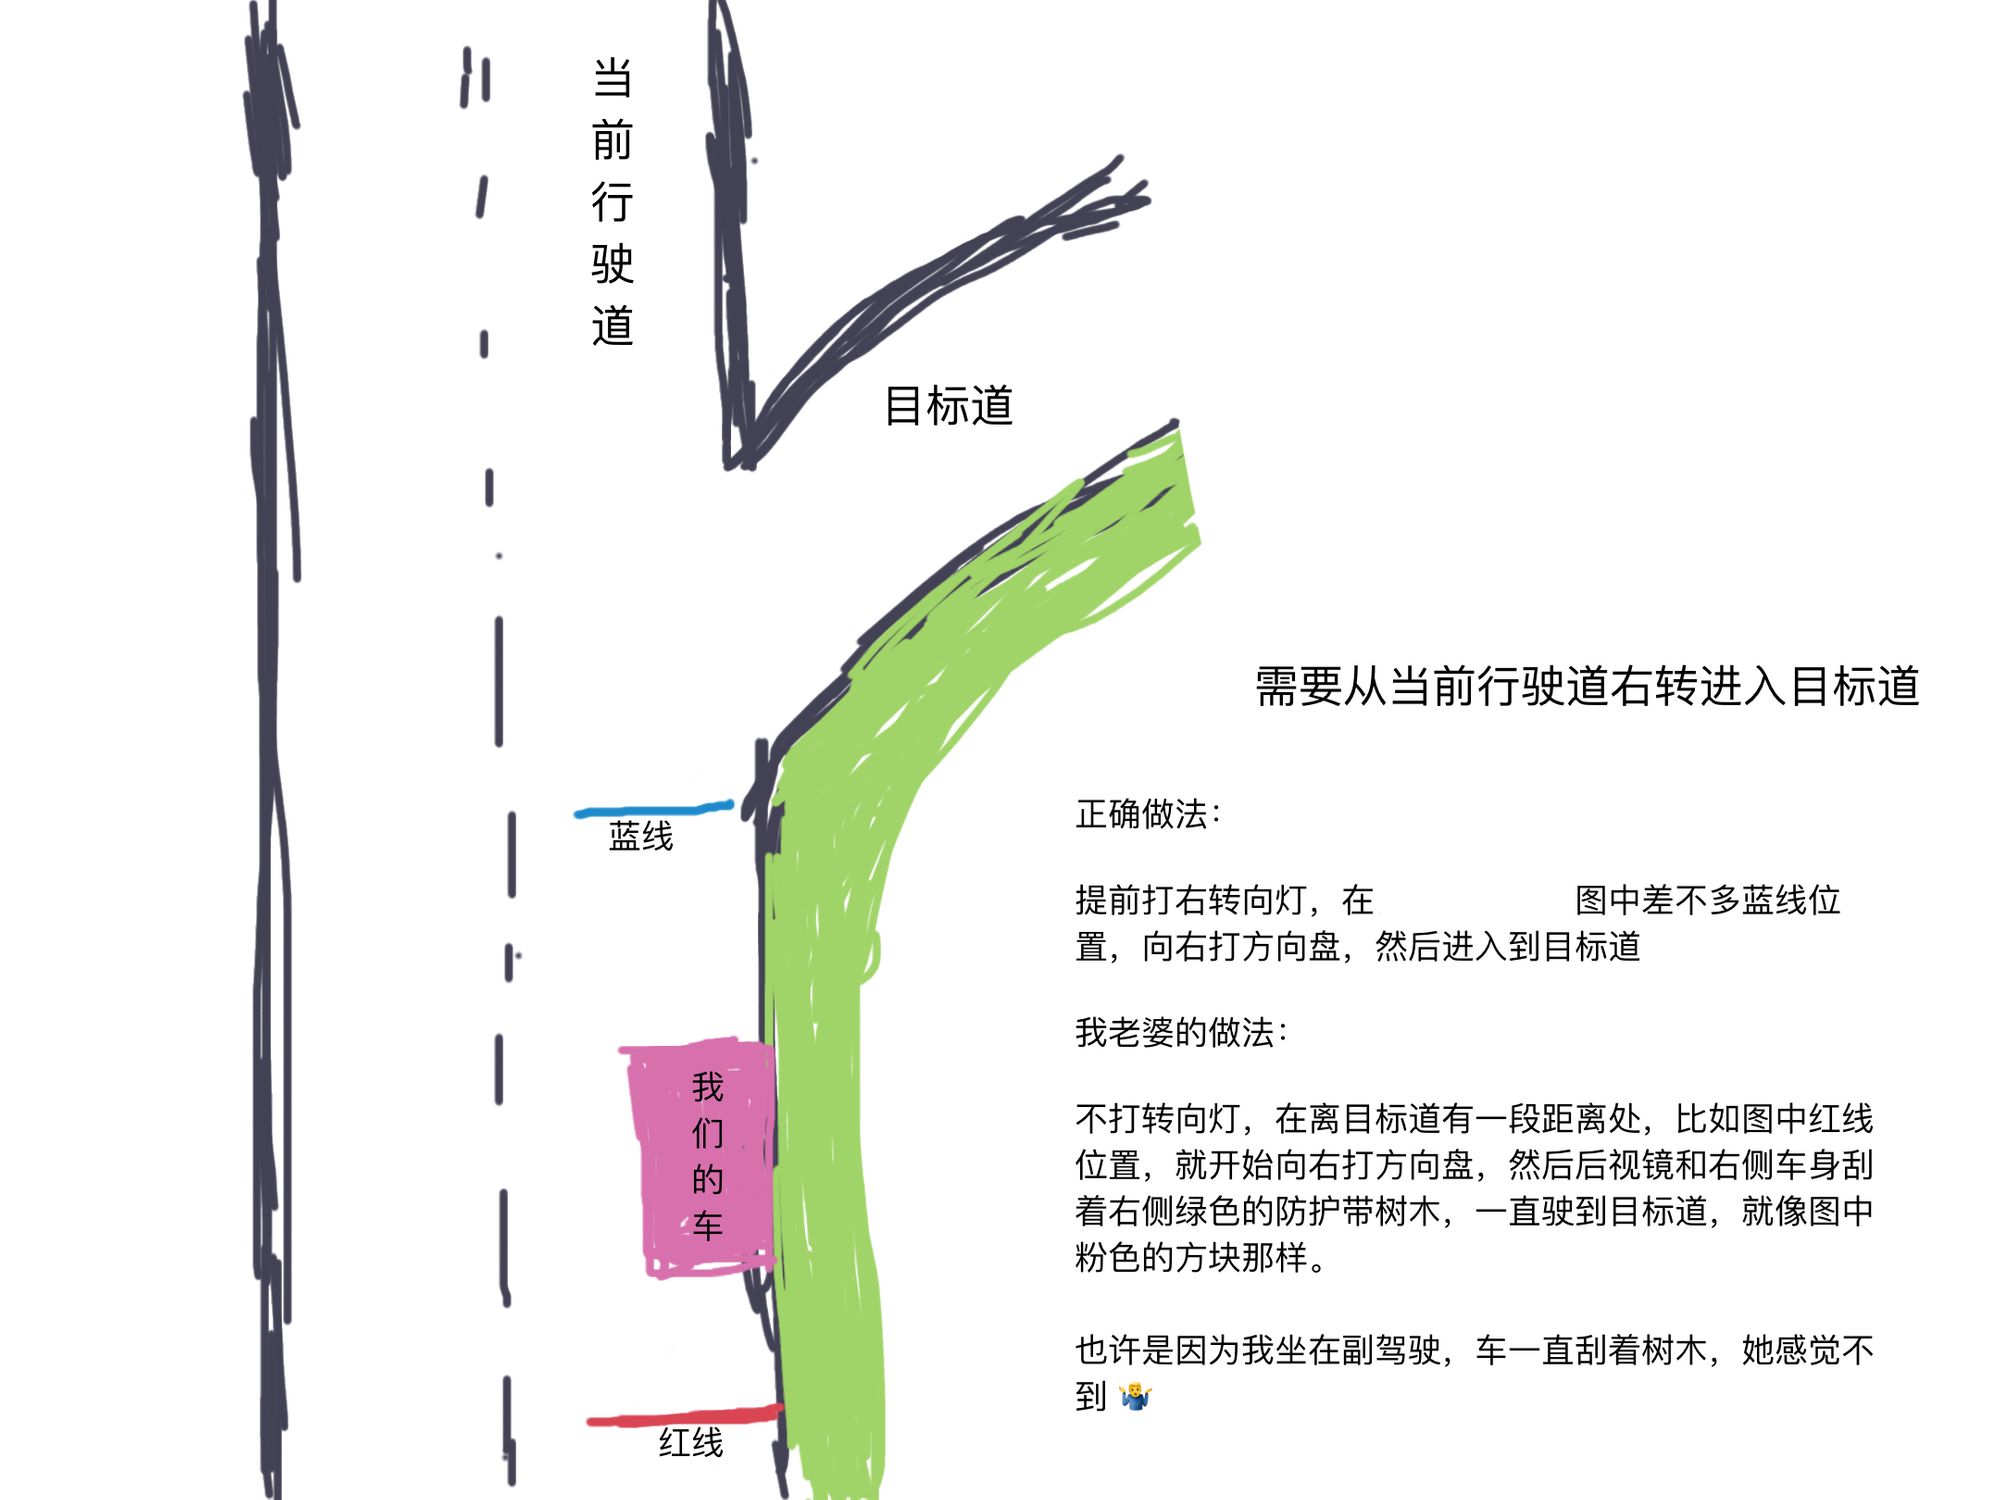 当前行驶道
目标道
需要从当前行驶道右转进入目标道
蓝线
正确做法：
提前打右转向灯，在 图中差不多蓝线位
置，向右打方向盘，然后进入到目标道
我老婆的做法：
不打转向灯，在离目标道有一段距离处，比如图中红线
位置，就开始向右打方向盘，然后后视镜和右侧车身刮
着右侧绿色的防护带树木，一直驶到目标道，就像图中
粉色的方块那样。
我们的车
也许是因为我坐在副驾驶，车一直刮着树木，她感觉不
到 🤷‍♂️
红线